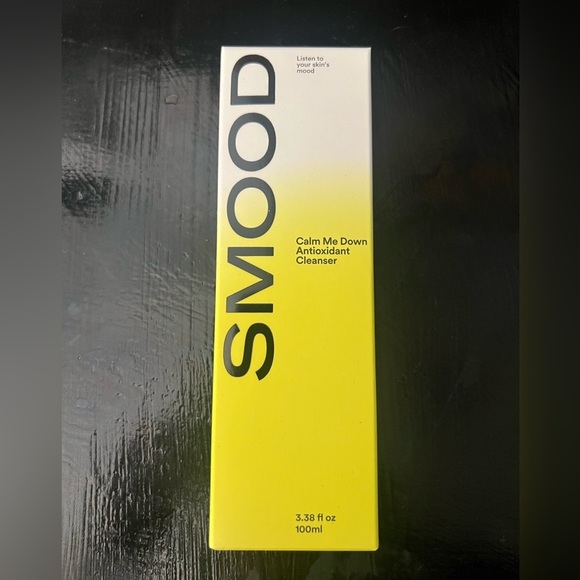 SMOOD
Listen to
your skin's
mood
Calm Me Down
Antioxidant
Cleanser
3.38 fl oz
100ml